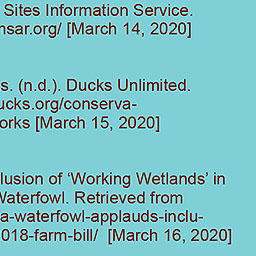 Sites Information Service.
nsar.org/ [March 14, 2020]
s. (n.d.). Ducks Unlimited.
ucks.org/conserva-
orks [March 15, 2020]
lusion of ‘Working Wetlands’ in
Waterfowl. Retrieved from
a-waterfowl-applauds-inclu-
018-farm-bill/ [March 16, 2020]